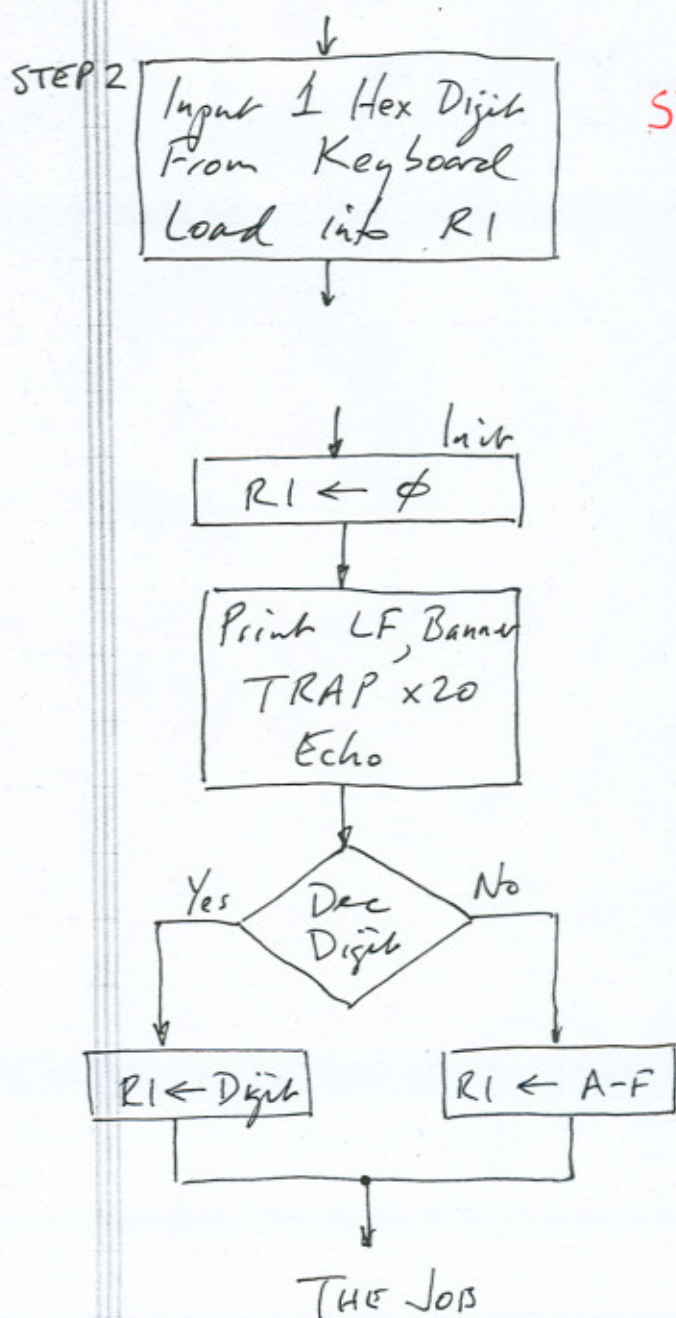 STEP 2
Input 1 Hex Digit
From Keyboard
Load into R1
S
Init
R1 ← ∅
Print LF, Banner
TRAP x20
Echo
Yes
Dec
Digit
No
R1 ← Digit
R1 ← A-F
THE JOB